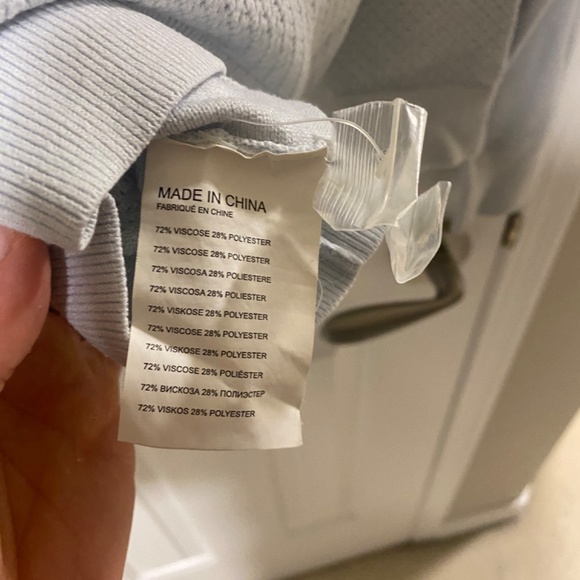 MADE IN CHINA
FABRIQUÉ EN CHINE
72% VISCOSE 28% POLYESTER
72% VISCOSE 28% POLYESTER
72% VISCOSA 28% POLIESTERE
72% VISCOSA 28% POLIESTER
72% VISKOSE 28% POLYESTER
72% VISCOSE 28% POLYESTER
72% VISKOSE 28% POLYESTER
72% VISCOSE 28% POLIÉSTER
72% ВИСКОЗА 28% ПОЛИЭСТЕР
72% VISKOS 28% POLYESTER